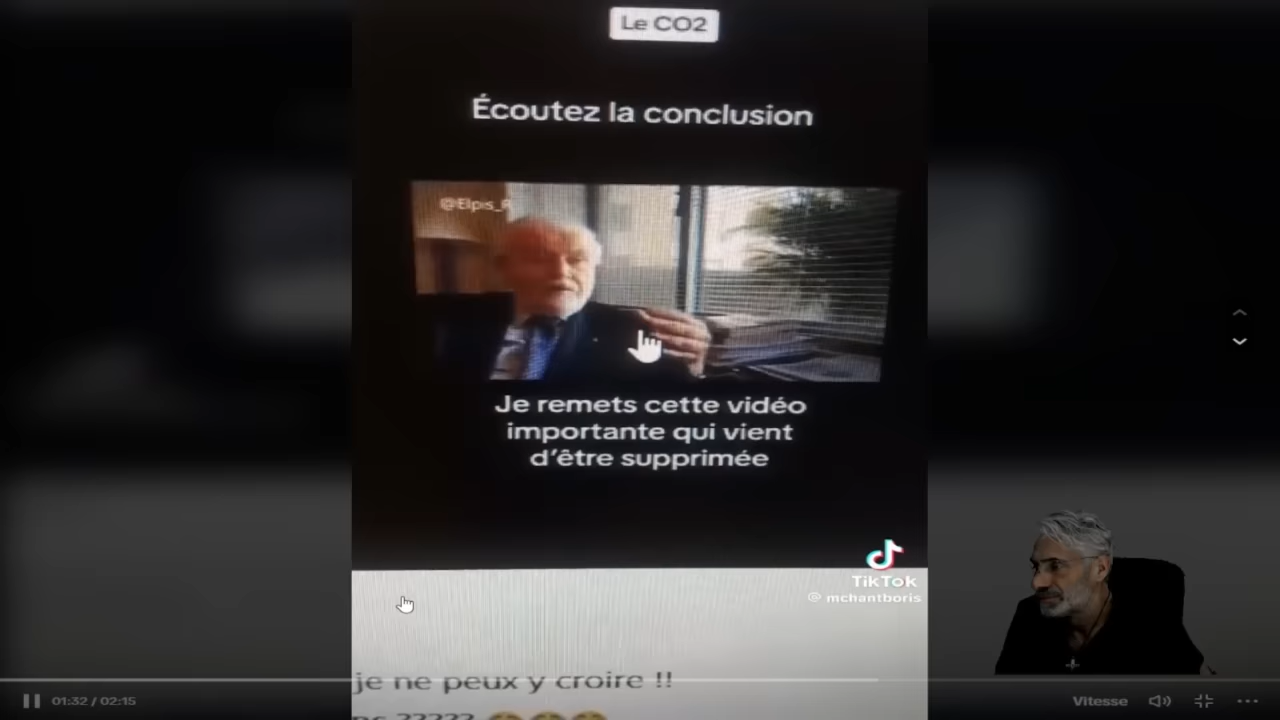 Le CO2
Écoutez la conclusion
@Elpis_R
Je remets cette vidéo
importante qui vient
d'être supprimée
TikTok
@ mchantboris
je ne peux y croire !!
01:32 / 02:15
Vitesse